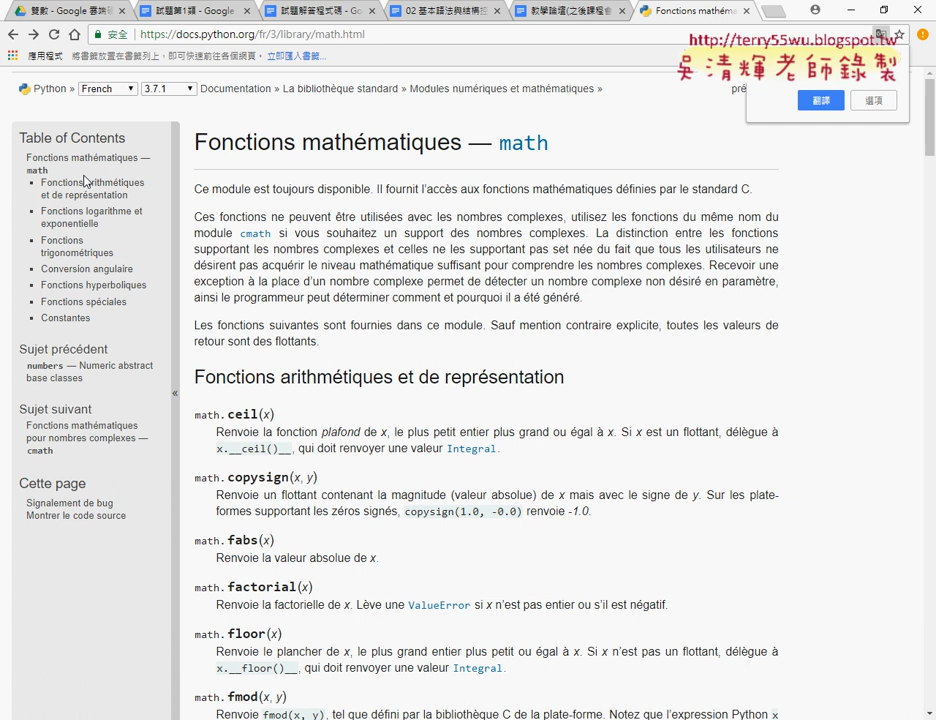 雙數 - Google 雲端硬
試題第1類 - Google
試題解答程式碼 - Go
02 基本語法與結構控
教學論壇(之後課程會
Fonctions mathéma
安全 https://docs.python.org/fr/3/library/math.html
http://terry55wu.blogspot.tw
吳清輝老師錄製
應用程式 將書籤放置在書籤列上，即可快速前往各個網頁。 立即匯入書籤...
翻譯 選項
Python » French 3.7.1 Documentation » La bibliothèque standard » Modules numériques et mathématiques » pré
Table of Contents
Fonctions mathématiques —
math
Fonctions arithmétiques
et de représentation
Fonctions logarithme et
exponentielle
Fonctions
trigonométriques
Conversion angulaire
Fonctions hyperboliques
Fonctions spéciales
Constantes
Sujet précédent
numbers — Numeric abstract
base classes
Sujet suivant
Fonctions mathématiques
pour nombres complexes —
cmath
Cette page
Signalement de bug
Montrer le code source
«
Fonctions mathématiques — math
Ce module est toujours disponible. Il fournit l'accès aux fonctions mathématiques définies par le standard C.
Ces fonctions ne peuvent être utilisées avec les nombres complexes, utilisez les fonctions du même nom du
module cmath si vous souhaitez un support des nombres complexes. La distinction entre les fonctions
supportant les nombres complexes et celles ne les supportant pas set née du fait que tous les utilisateurs ne
désirent pas acquérir le niveau mathématique suffisant pour comprendre les nombres complexes. Recevoir une
exception à la place d'un nombre complexe permet de détecter un nombre complexe non désiré en paramètre,
ainsi le programmeur peut déterminer comment et pourquoi il a été généré.
Les fonctions suivantes sont fournies dans ce module. Sauf mention contraire explicite, toutes les valeurs de
retour sont des flottants.
Fonctions arithmétiques et de représentation
math.ceil(x)
Renvoie la fonction plafond de x, le plus petit entier plus grand ou égal à x. Si x est un flottant, délègue à
x.__ceil()__, qui doit renvoyer une valeur Integral.
math.copysign(x, y)
Renvoie un flottant contenant la magnitude (valeur absolue) de x mais avec le signe de y. Sur les plate-
formes supportant les zéros signés, copysign(1.0, -0.0) renvoie -1.0.
math.fabs(x)
Renvoie la valeur absolue de x.
math.factorial(x)
Renvoie la factorielle de x. Lève une ValueError si x n'est pas entier ou s'il est négatif.
math.floor(x)
Renvoie le plancher de x, le plus grand entier plus petit ou égal à x. Si x n'est pas un flottant, délègue à
x.__floor()__, qui doit renvoyer une valeur Integral.
math.fmod(x, y)
Renvoie fmod(x, y), tel que défini par la bibliothèque C de la plate-forme. Notez que l'expression Python x